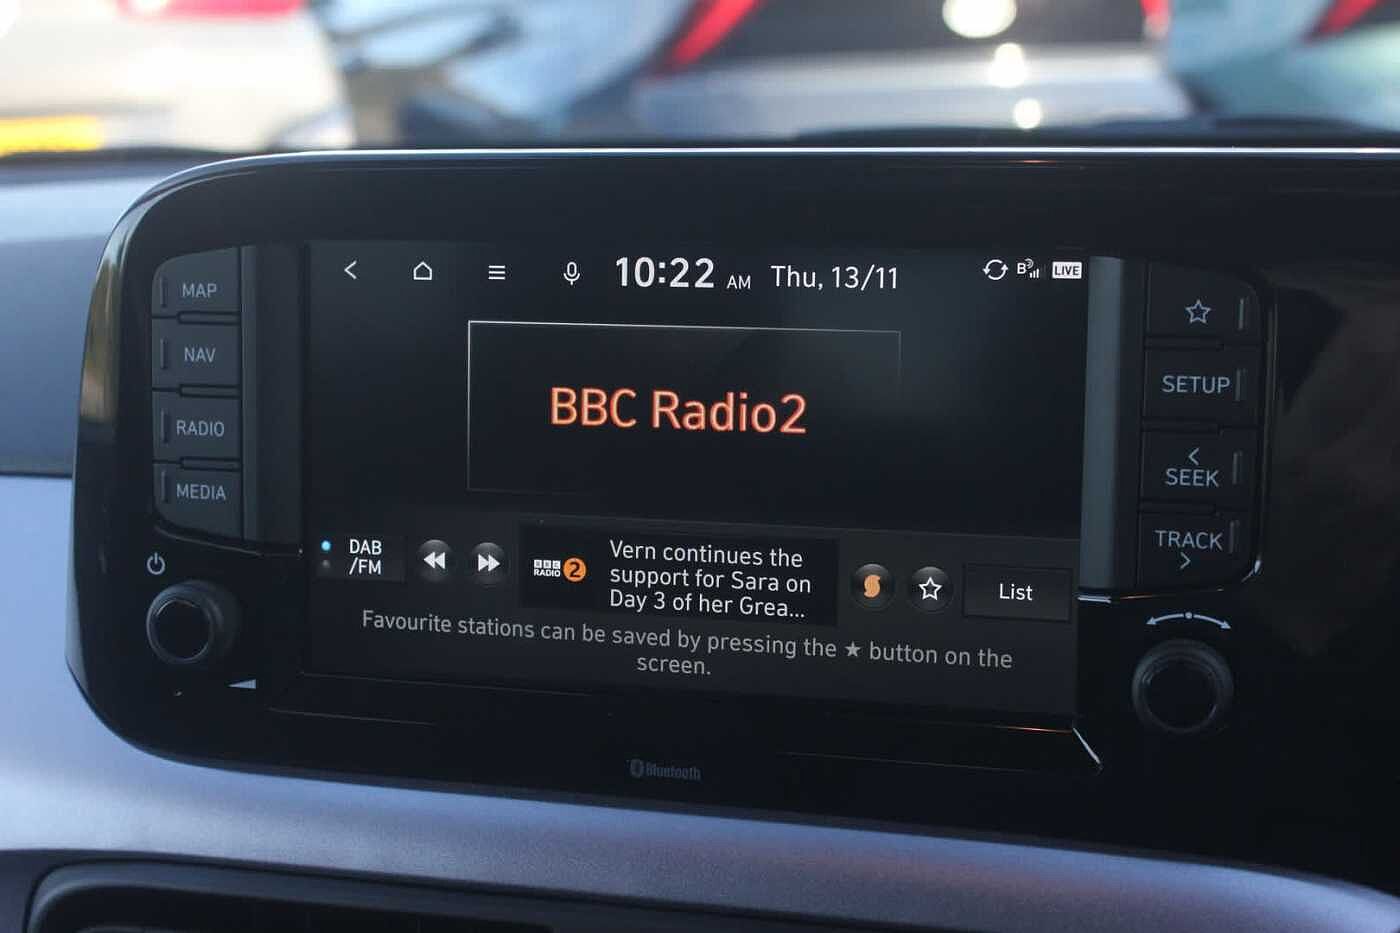 10:22 AM Thu, 13/11
LIVE
MAP
NAV
RADIO
MEDIA
BBC Radio2
SETUP
SEEK
TRACK
DAB
/FM
BBC
RADIO 2
Vern continues the
support for Sara on
Day 3 of her Grea...
List
Favourite stations can be saved by pressing the ★ button on the
screen.
Bluetooth